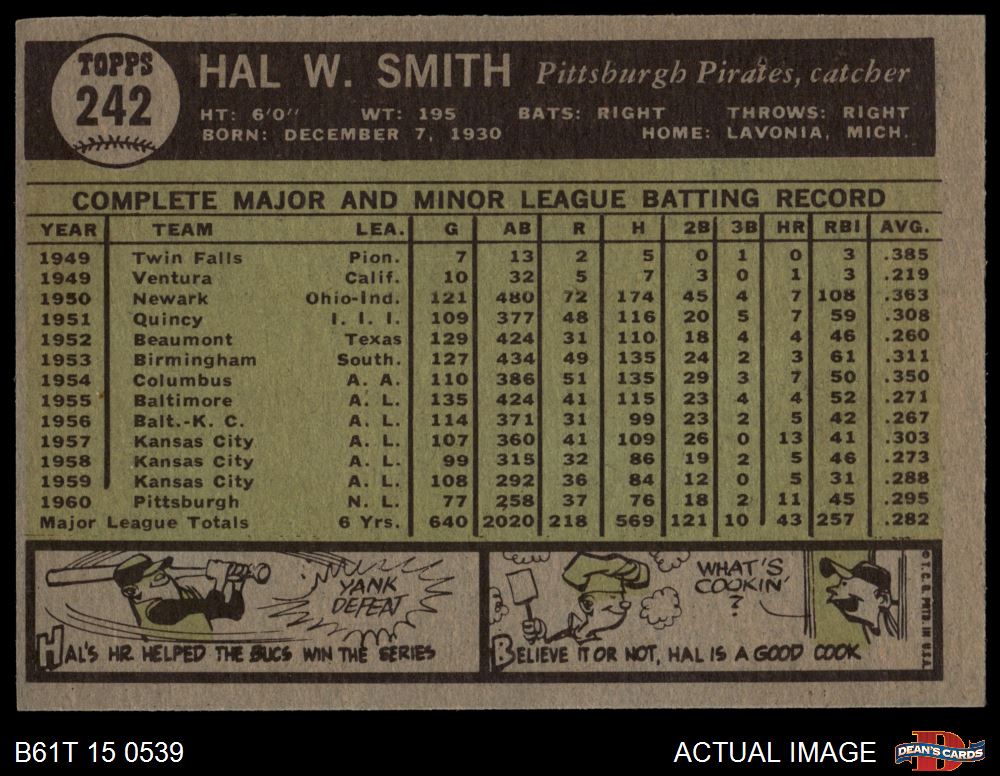 TOPPS
242
HAL W. SMITH Pittsburgh Pirates, catcher
HT: 6'0" WT: 195 BATS: RIGHT THROWS: RIGHT
BORN: DECEMBER 7, 1930 HOME: LAVONIA, MICH.
COMPLETE MAJOR AND MINOR LEAGUE BATTING RECORD
YEAR TEAM LEA. G AB R H 2B 3B HR RBI AVG.
1949 Twin Falls Pion. 7 13 2 5 0 1 0 3 .385
1949 Ventura Calif. 10 32 5 7 3 0 1 3 .219
1950 Newark Ohio-Ind. 121 480 72 174 45 4 7 108 .363
1951 Quincy I. I. I. 109 377 48 116 20 5 7 59 .308
1952 Beaumont Texas 129 424 31 110 18 4 4 46 .260
1953 Birmingham South. 127 434 49 135 24 2 3 61 .311
1954 Columbus A. A. 110 386 51 135 29 3 7 50 .350
1955 Baltimore A. L. 135 424 41 115 23 4 4 52 .271
1956 Balt.-K. C. A. L. 114 371 31 99 23 2 5 42 .267
1957 Kansas City A. L. 107 360 41 109 26 0 13 41 .303
1958 Kansas City A. L. 99 315 32 86 19 2 5 46 .273
1959 Kansas City A. L. 108 292 36 84 12 0 5 31 .288
1960 Pittsburgh N. L. 77 258 37 76 18 2 11 45 .295
Major League Totals 6 Yrs. 640 2020 218 569 121 10 43 257 .282
YANK
DEFEAT
HAL'S HR. HELPED THE BUCS WIN THE SERIES
WHAT'S
COOKIN'
?
BELIEVE IT OR NOT, HAL IS A GOOD COOK
© T.C.G. PRTD. IN U.S.A.
B61T 15 0539
ACTUAL IMAGE
DEAN'S CARDS